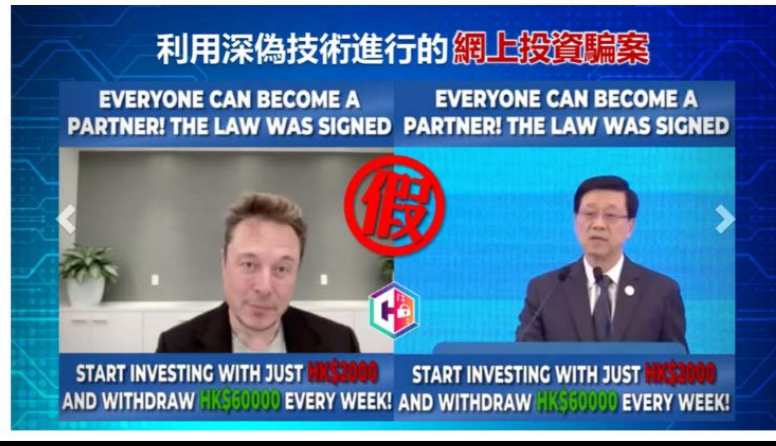 利用深偽技術進行的網上投資騙案
EVERYONE CAN BECOME A
PARTNER! THE LAW WAS SIGNED
EVERYONE CAN BECOME A
PARTNER! THE LAW WAS SIGNED
假
START INVESTING WITH JUST HK$2000
AND WITHDRAW HK$60000 EVERY WEEK!
START INVESTING WITH JUST HK$2000
AND WITHDRAW HK$60000 EVERY WEEK!